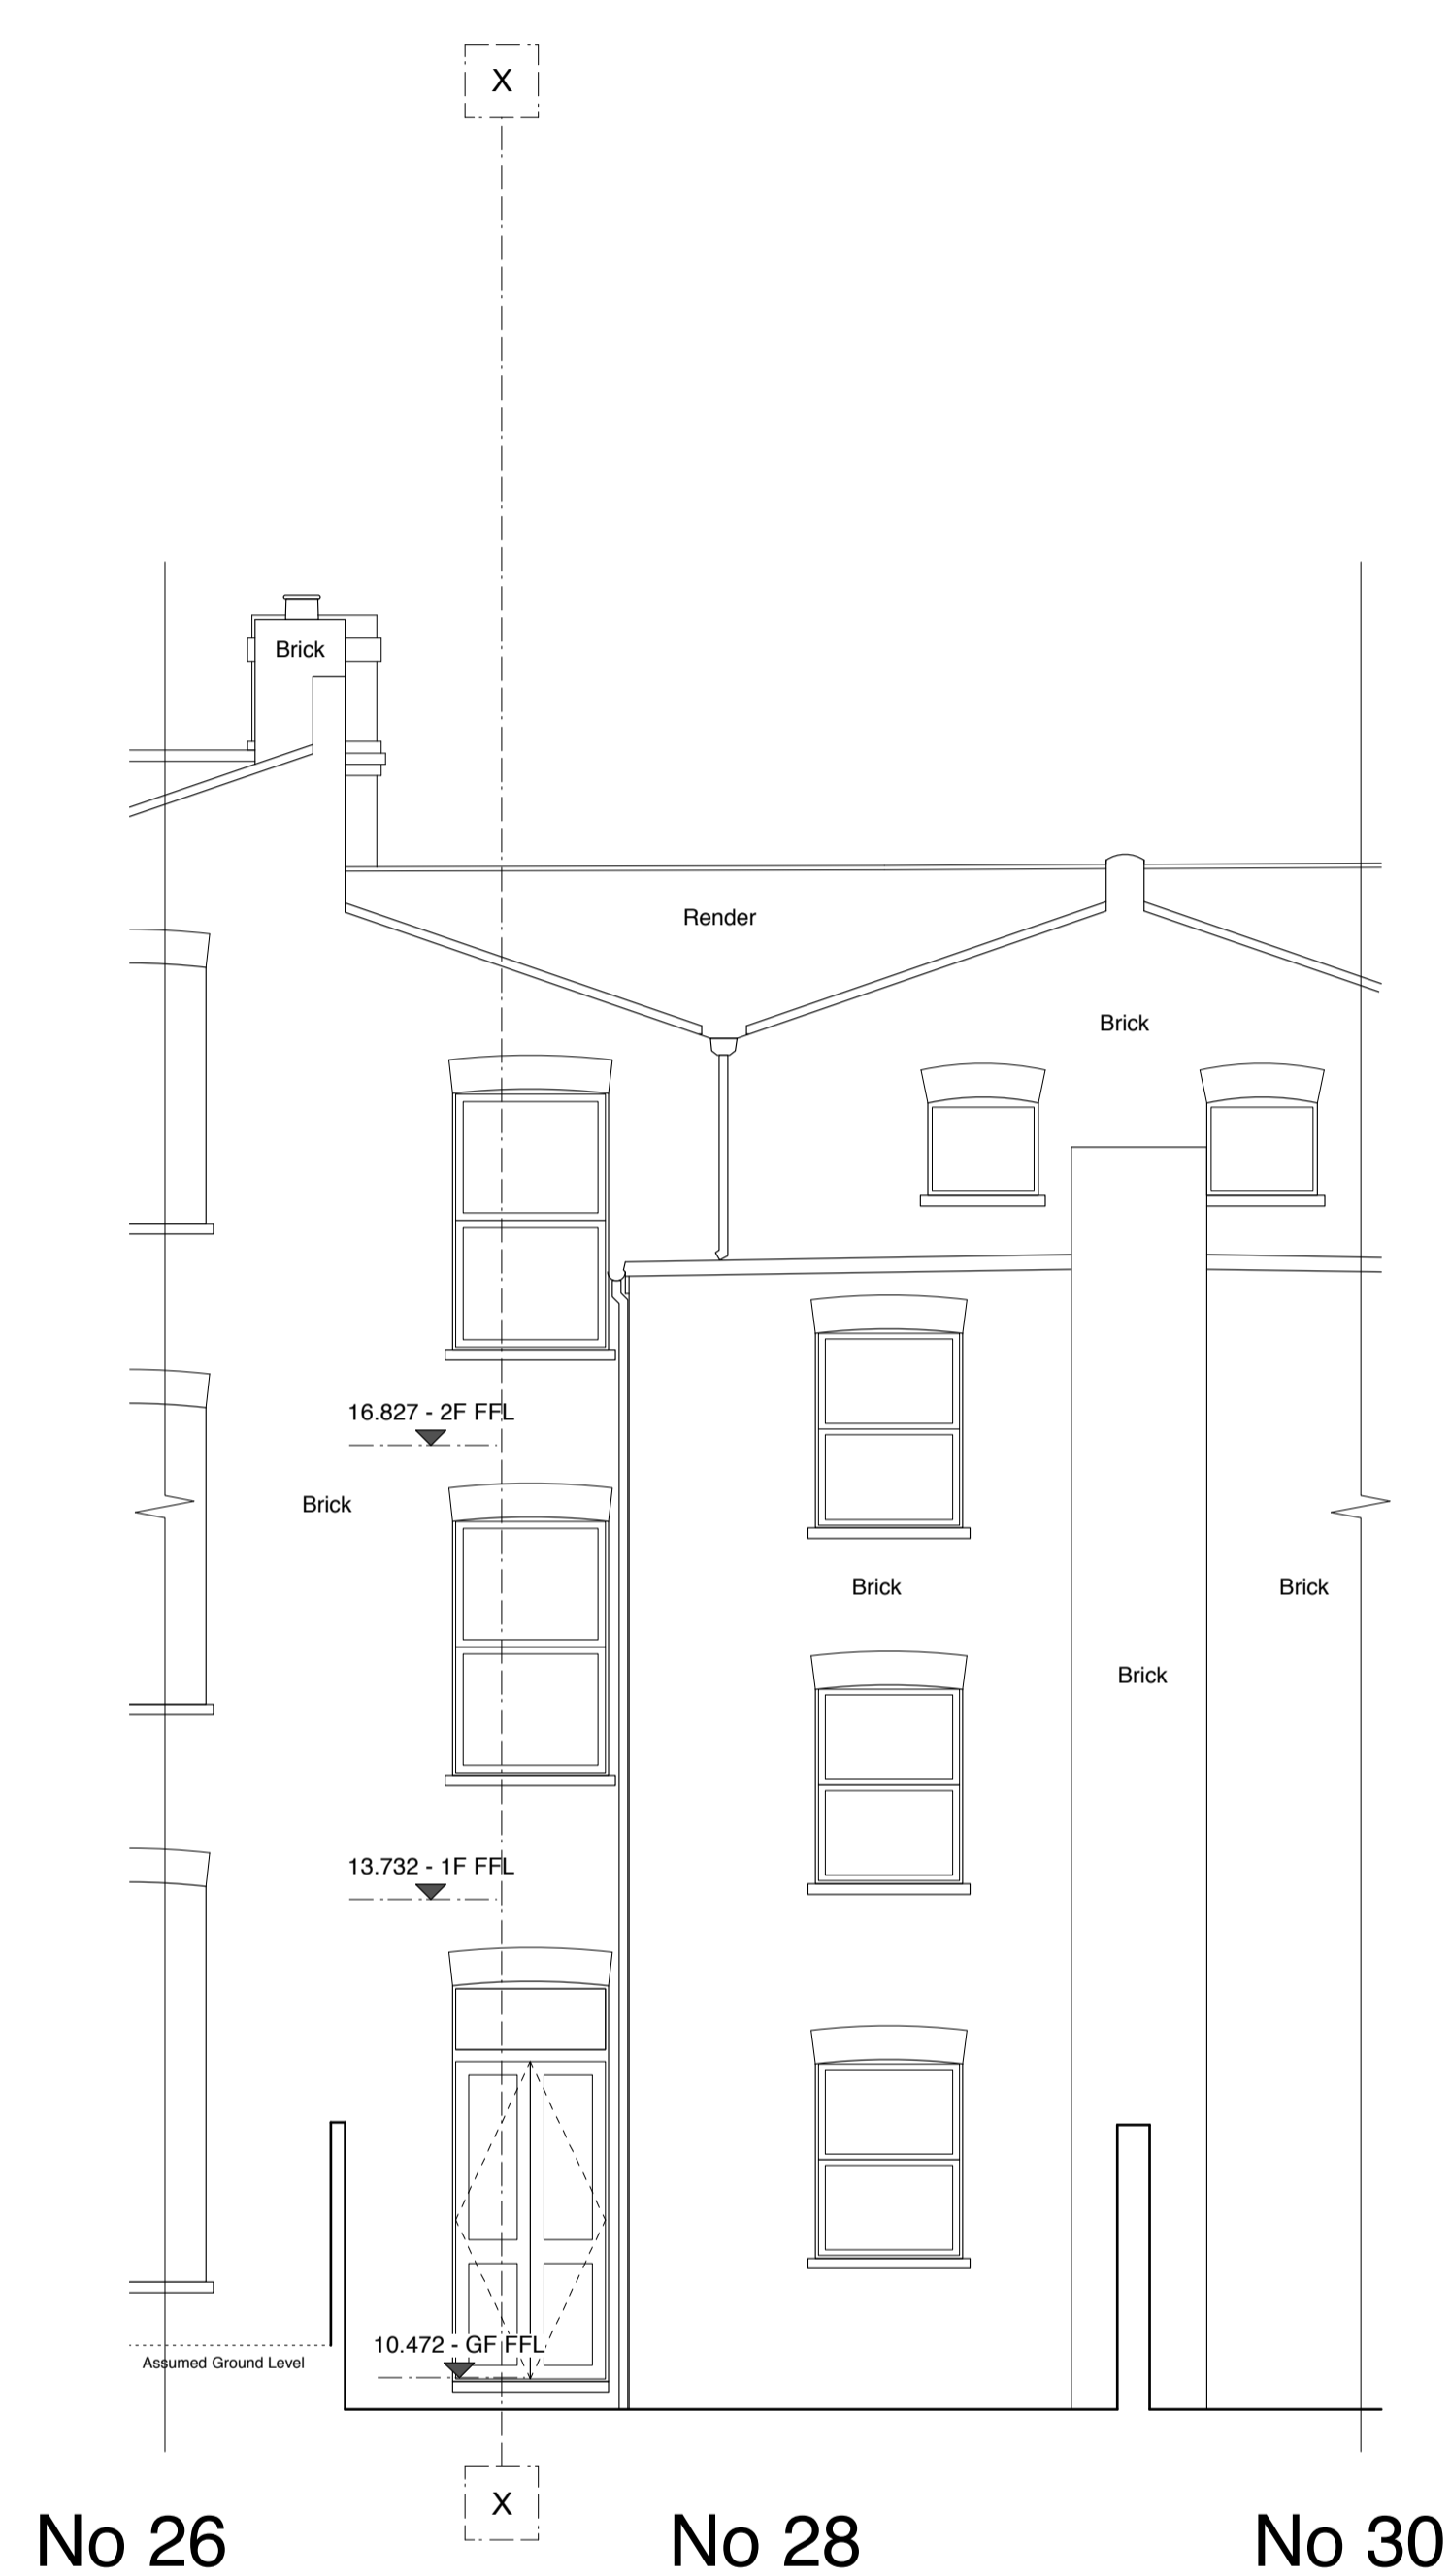 X
Brick
Render
Brick
16.827 - 2F FFL
Brick
Brick
Brick
Brick
13.732 - 1F FFL
10.472 - GF FFL
Assumed Ground Level
X
No 26
No 28
No 30